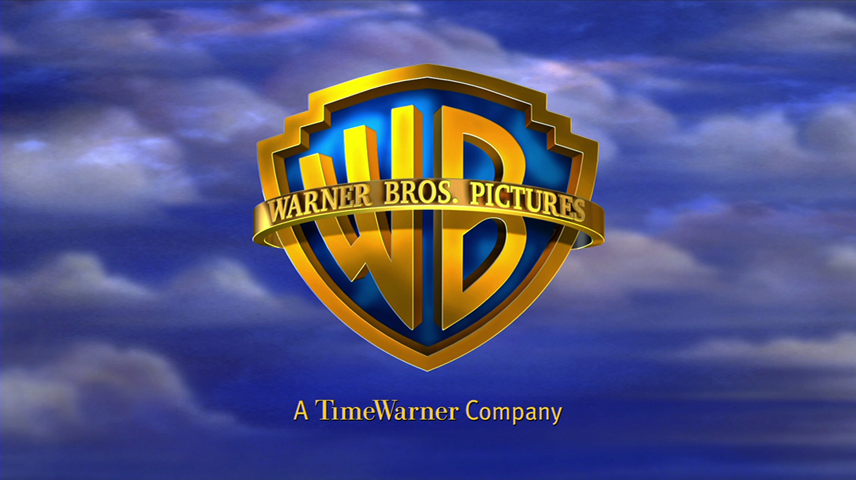 WB
WARNER BROS. PICTURES
A TimeWarner Company